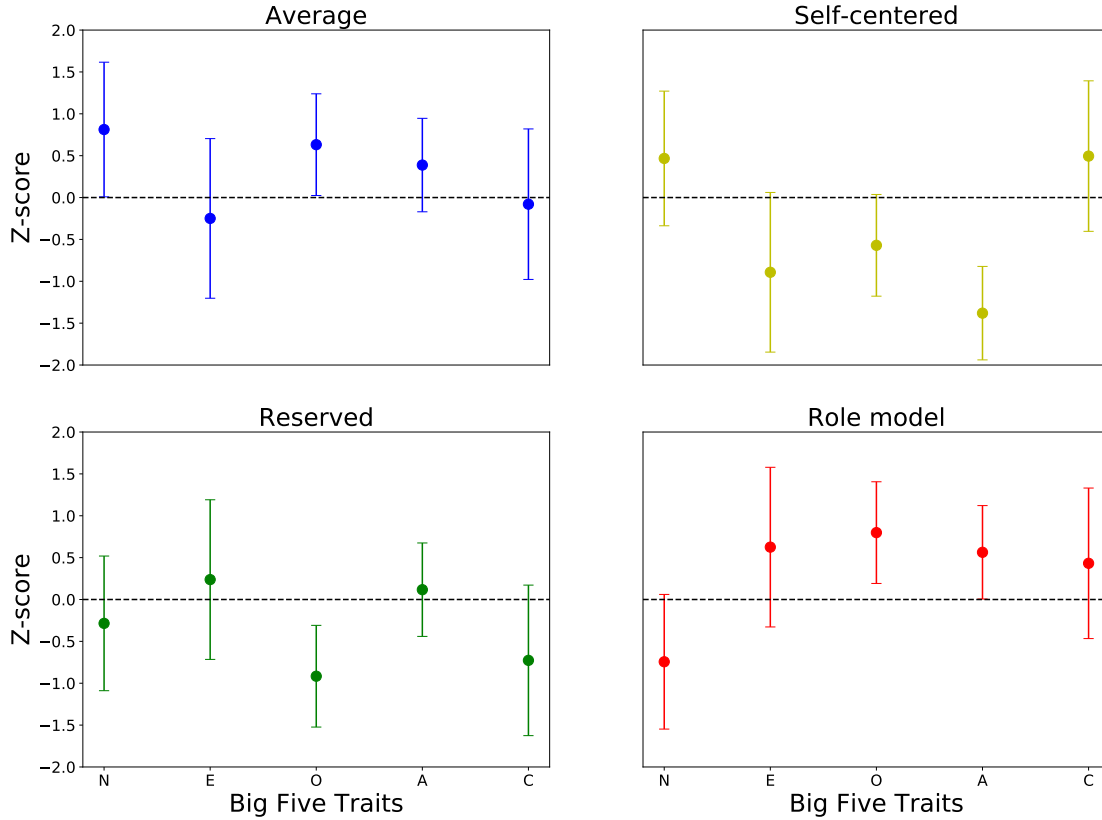 Average
Self-centered
2.0
1.5
1.0
0.5
0.0
−0.5
−1.0
−1.5
−2.0
Z-score
Reserved
Role model
2.0
1.5
1.0
0.5
0.0
−0.5
−1.0
−1.5
−2.0
Z-score
N E O A C
N E O A C
Big Five Traits
Big Five Traits